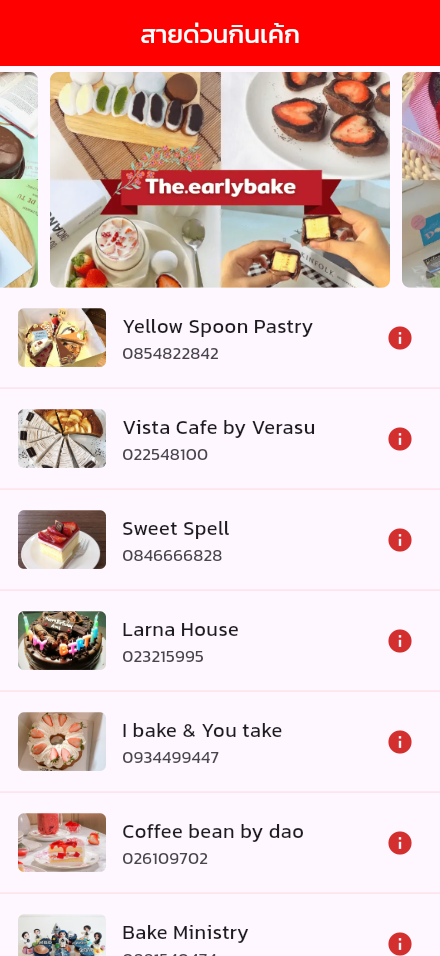 สายด่วนกินเค้ก
The.earlybake
Yellow Spoon Pastry
0854822842
Vista Cafe by Verasu
022548100
Sweet Spell
0846666828
Larna House
023215995
I bake & You take
0934499447
Coffee bean by dao
026109702
Bake Ministry